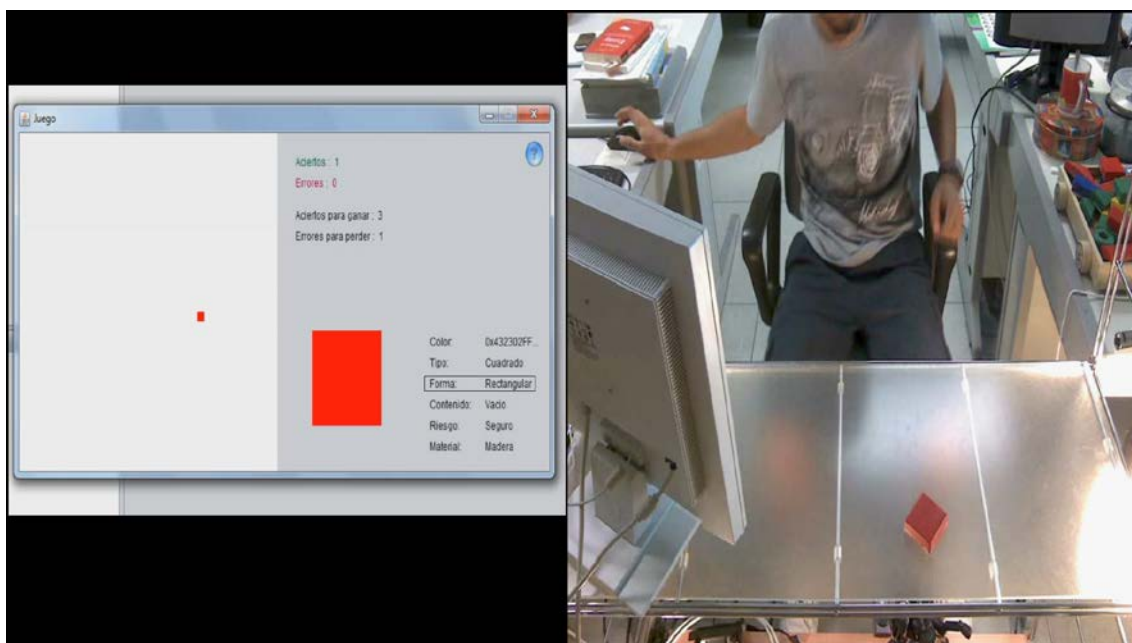 Juego
Aciertos : 1
Errores : 0
Aciertos para ganar : 3
Errores para perder : 1
Color: 0x432302FF...
Tipo: Cuadrado
Forma: Rectangular
Contenido: Vacio
Riesgo: Seguro
Material: Madera
?